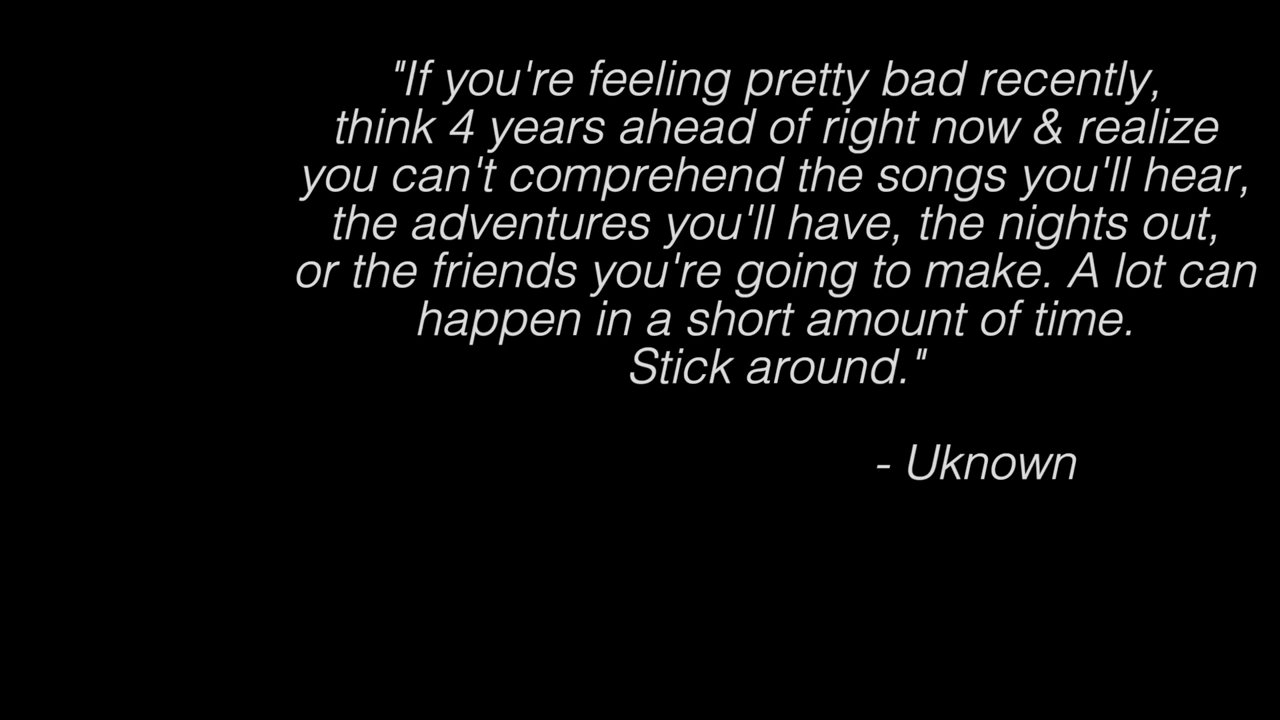 "If you're feeling pretty bad recently,
think 4 years ahead of right now & realize
you can't comprehend the songs you'll hear,
the adventures you'll have, the nights out,
or the friends you're going to make. A lot can
happen in a short amount of time.
Stick around."
- Uknown